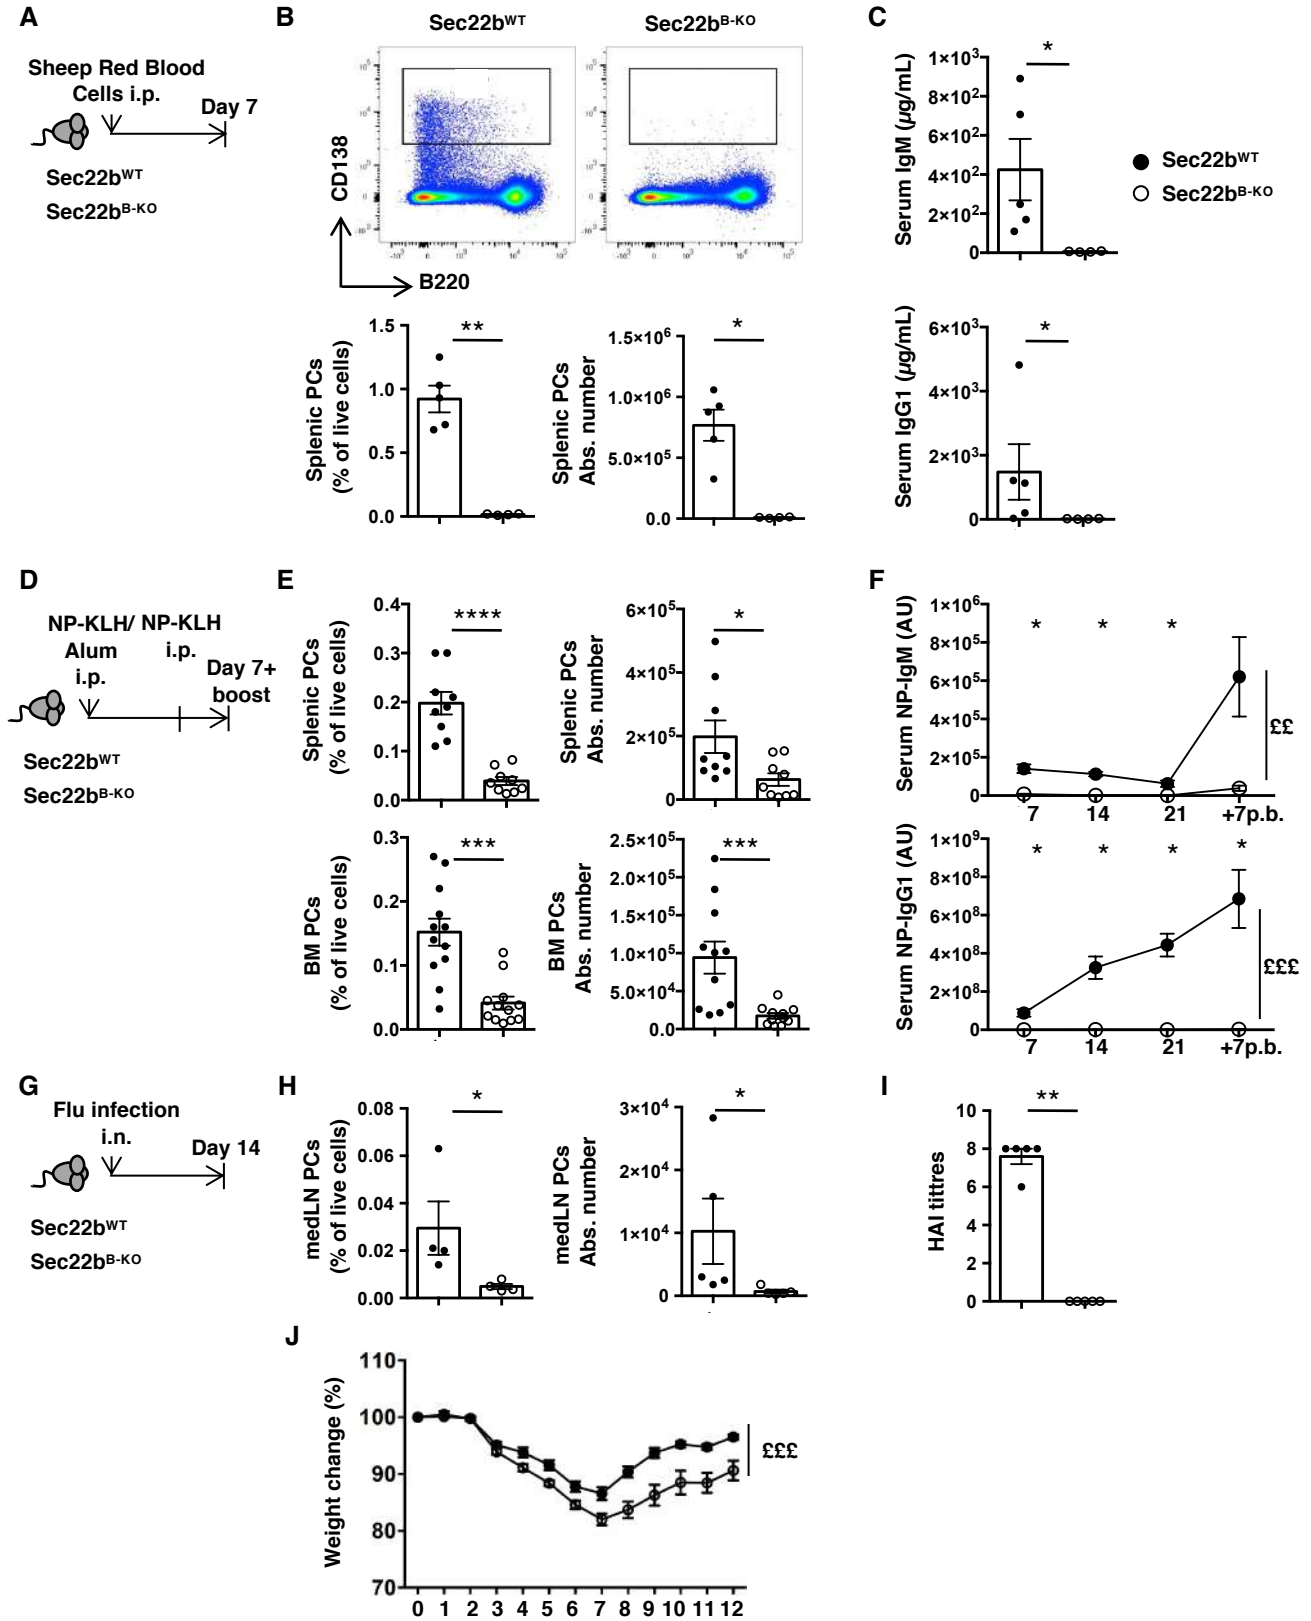 A
Sheep Red Blood
Cells i.p.
Day 7
Sec22bWT
Sec22bB-KO
B
Sec22bWT
Sec22bB-KO
CD138
B220
Splenic PCs
(% of live cells)
1.5
1.0
0.5
0.0
**
Splenic PCs
Abs. number
1.5×10⁶
1.0×10⁶
5.0×10⁵
0.0
*
C
Serum IgM (µg/mL)
1×10³
8×10²
6×10²
4×10²
2×10²
0
*
Sec22bWT
Sec22bB-KO
Serum IgG1 (µg/mL)
6×10³
4×10³
2×10³
0
*
D
NP-KLH/ NP-KLH
Alum i.p.
i.p.
Day 7+
boost
Sec22bWT
Sec22bB-KO
E
Splenic PCs
(% of live cells)
0.4
0.3
0.2
0.1
0.0
****
Splenic PCs
Abs. number
6×10⁵
4×10⁵
2×10⁵
0
*
BM PCs
(% of live cells)
0.3
0.2
0.1
0.0
***
BM PCs
Abs. number
2.5×10⁵
2.0×10⁵
1.5×10⁵
1.0×10⁵
5.0×10⁴
0.0
***
F
Serum NP-IgM (AU)
1×10⁶
8×10⁵
6×10⁵
4×10⁵
2×10⁵
0
* * *
££
7 14 21 +7p.b.
Serum NP-IgG1 (AU)
1×10⁹
8×10⁸
6×10⁸
4×10⁸
2×10⁸
0
* * * *
£££
7 14 21 +7p.b.
G
Flu infection
i.n.
Day 14
Sec22bWT
Sec22bB-KO
H
medLN PCs
(% of live cells)
0.08
0.06
0.04
0.02
0.00
*
medLN PCs
Abs. number
3×10⁴
2×10⁴
1×10⁴
0
*
I
HAI tittres
10
8
6
4
2
0
**
J
Weight change (%)
110
100
90
80
70
£££
0 1 2 3 4 5 6 7 8 9 10 11 12